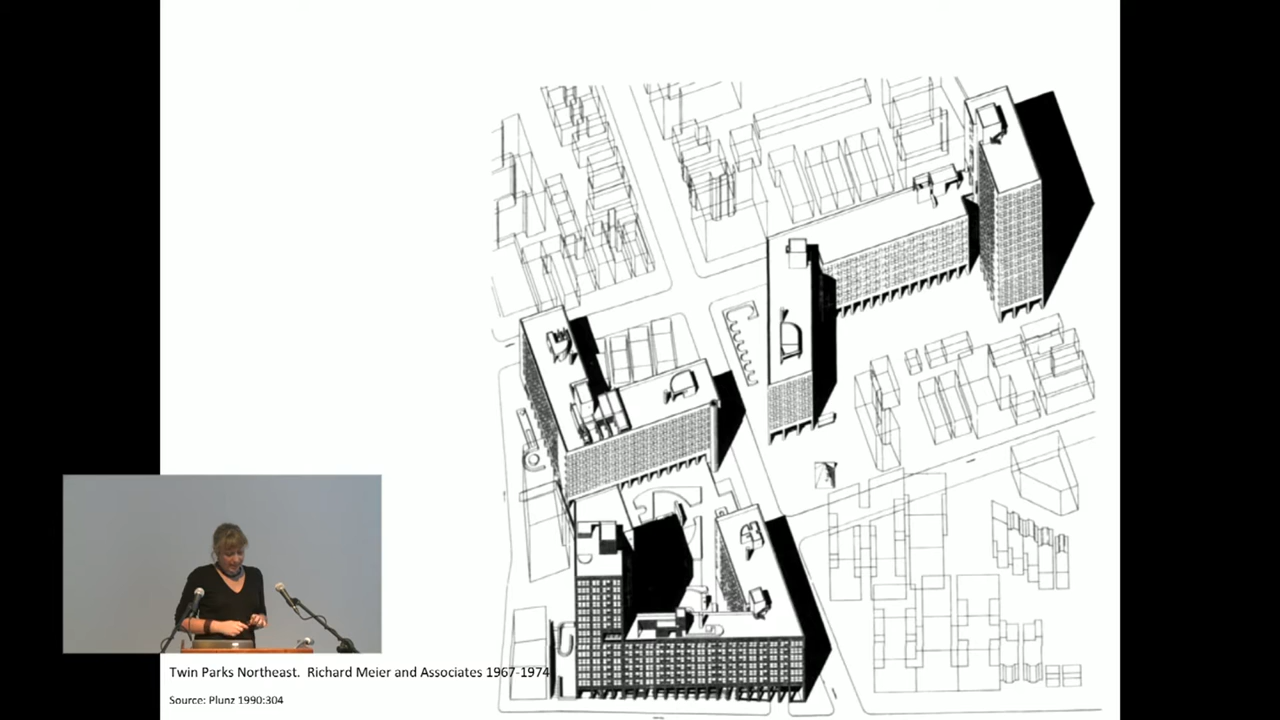 Twin Parks Northeast. Richard Meier and Associates 1967-1974
Source: Plunz 1990:304